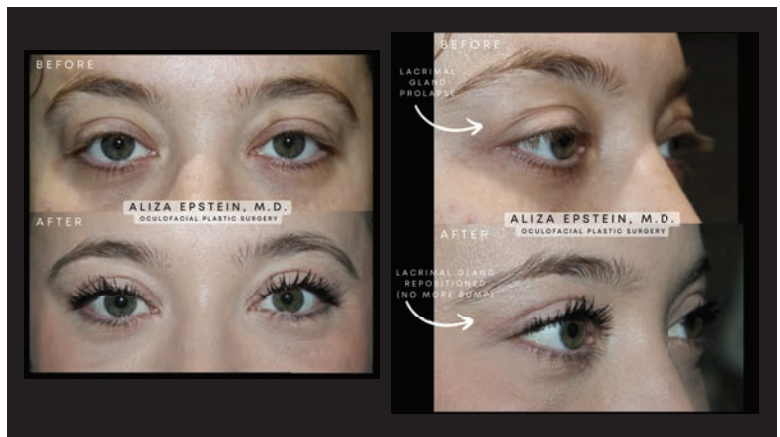 BEFORE
ALIZA EPSTEIN, M.D.
OCULOFACIAL PLASTIC SURGERY
AFTER
BEFORE
LACRIMAL
GLAND
PROLAPSE
ALIZA EPSTEIN, M.D.
OCULOFACIAL PLASTIC SURGERY
AFTER
LACRIMAL GLAND
REPOSITIONED
(NO MORE BUMP)